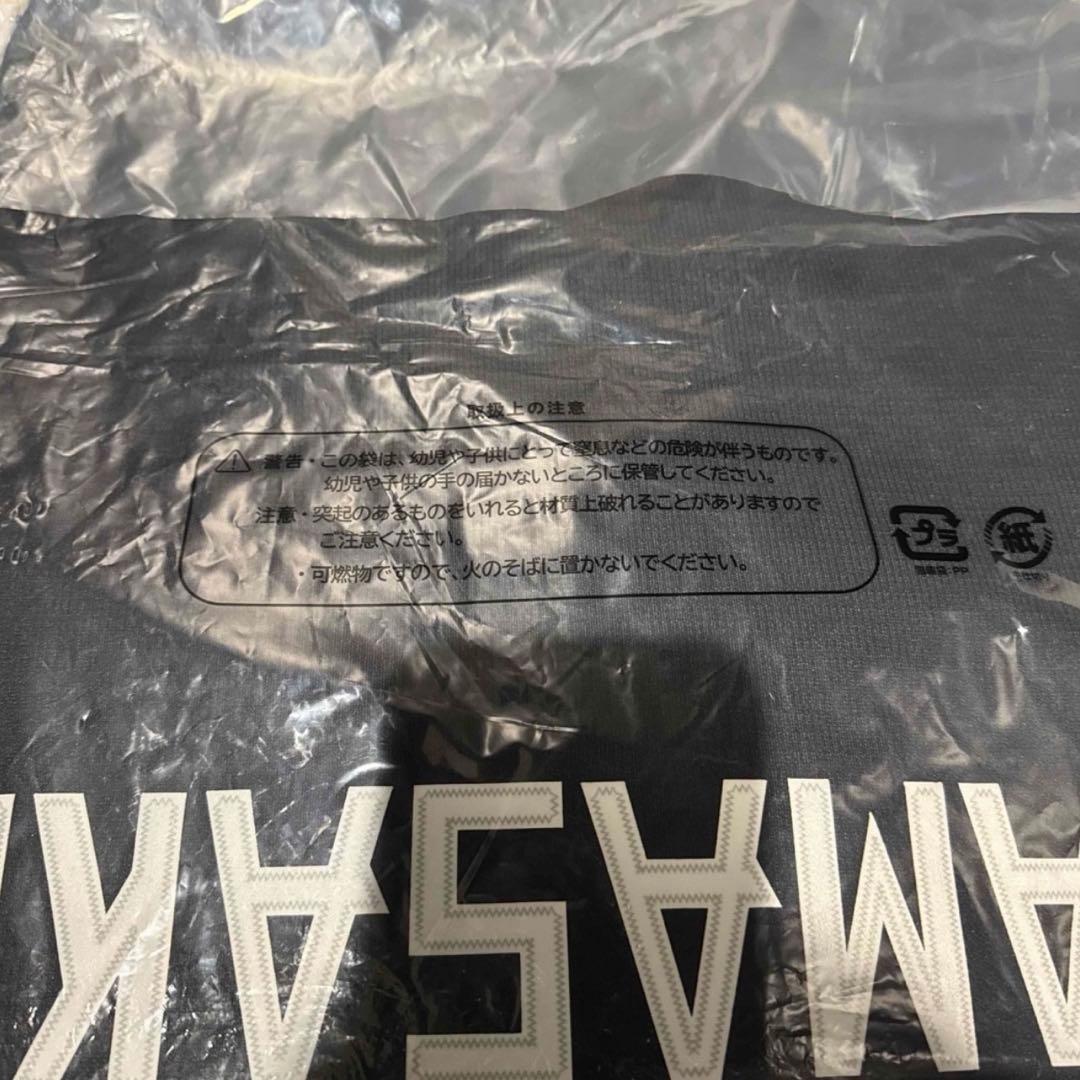 取扱上の注意
警告・この袋は、幼児や子供にとって窒息などの危険が伴うものです。
幼児や子供の手の届かないところに保管してください。
注意・突起のあるものをいれると材質上破れることがありますので
ご注意ください。
・可燃物ですので、火のそばに置かないでください。
プラ
PP
紙
AMASAK